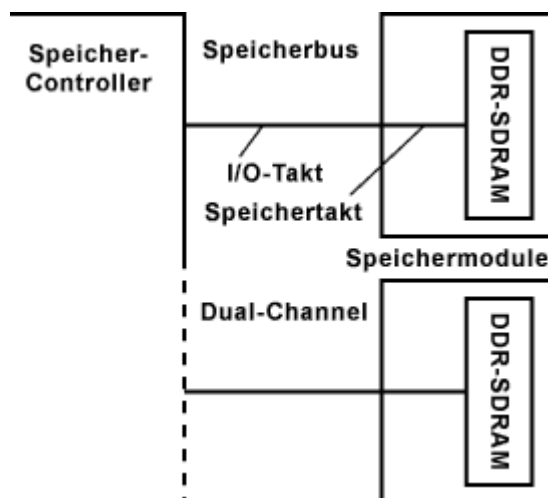 Speicher-
Controller
Speicherbus
DDR-SDRAM
I/O-Takt
Speichertakt
Speichermodule
Dual-Channel
DDR-SDRAM